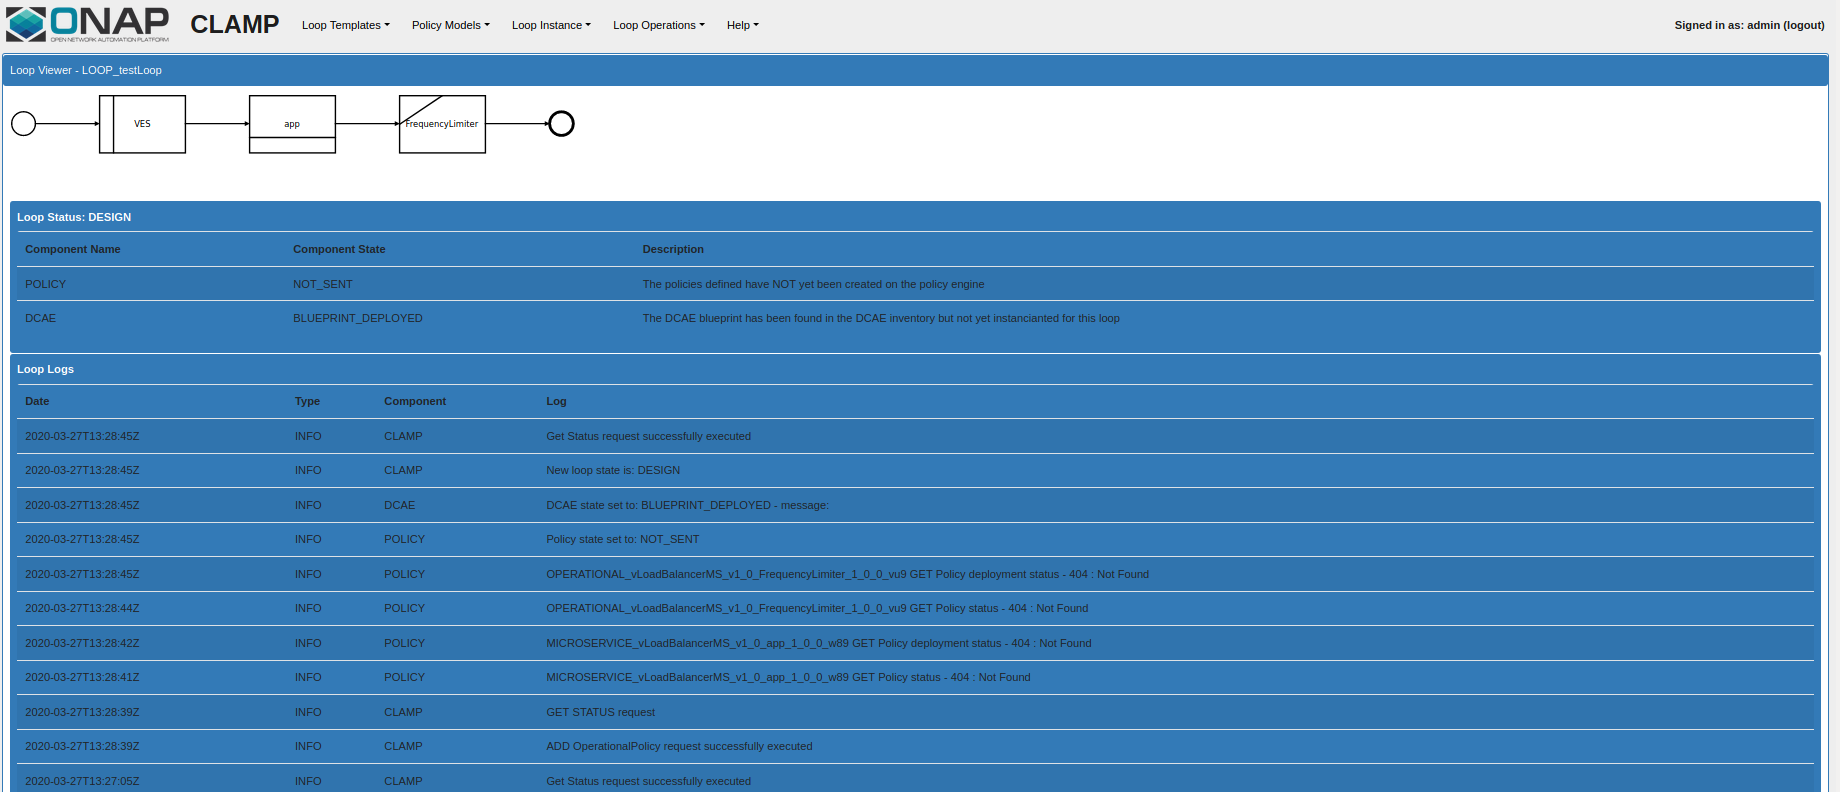 ONAP
OPEN NETWORK AUTOMATION PLATFORM
CLAMP Loop Templates Policy Models Loop Instance Loop Operations Help Signed in as: admin (logout)
Loop Viewer - LOOP_testLoop
VES app FrequencyLimiter
Loop Status: DESIGN
Component Name Component State Description
POLICY NOT_SENT The policies defined have NOT yet been created on the policy engine
DCAE BLUEPRINT_DEPLOYED The DCAE blueprint has been found in the DCAE inventory but not yet instancianted for this loop
Loop Logs
Date Type Component Log
2020-03-27T13:28:45Z INFO CLAMP Get Status request successfully executed
2020-03-27T13:28:45Z INFO CLAMP New loop state is: DESIGN
2020-03-27T13:28:45Z INFO DCAE DCAE state set to: BLUEPRINT_DEPLOYED - message:
2020-03-27T13:28:45Z INFO POLICY Policy state set to: NOT_SENT
2020-03-27T13:28:45Z INFO POLICY OPERATIONAL_vLoadBalancerMS_v1_0_FrequencyLimiter_1_0_0_vu9 GET Policy deployment status - 404 : Not Found
2020-03-27T13:28:44Z INFO POLICY OPERATIONAL_vLoadBalancerMS_v1_0_FrequencyLimiter_1_0_0_vu9 GET Policy status - 404 : Not Found
2020-03-27T13:28:42Z INFO POLICY MICROSERVICE_vLoadBalancerMS_v1_0_app_1_0_0_w89 GET Policy deployment status - 404 : Not Found
2020-03-27T13:28:41Z INFO POLICY MICROSERVICE_vLoadBalancerMS_v1_0_app_1_0_0_w89 GET Policy status - 404 : Not Found
2020-03-27T13:28:39Z INFO CLAMP GET STATUS request
2020-03-27T13:28:39Z INFO CLAMP ADD OperationalPolicy request successfully executed
2020-03-27T13:27:05Z INFO CLAMP Get Status request successfully executed